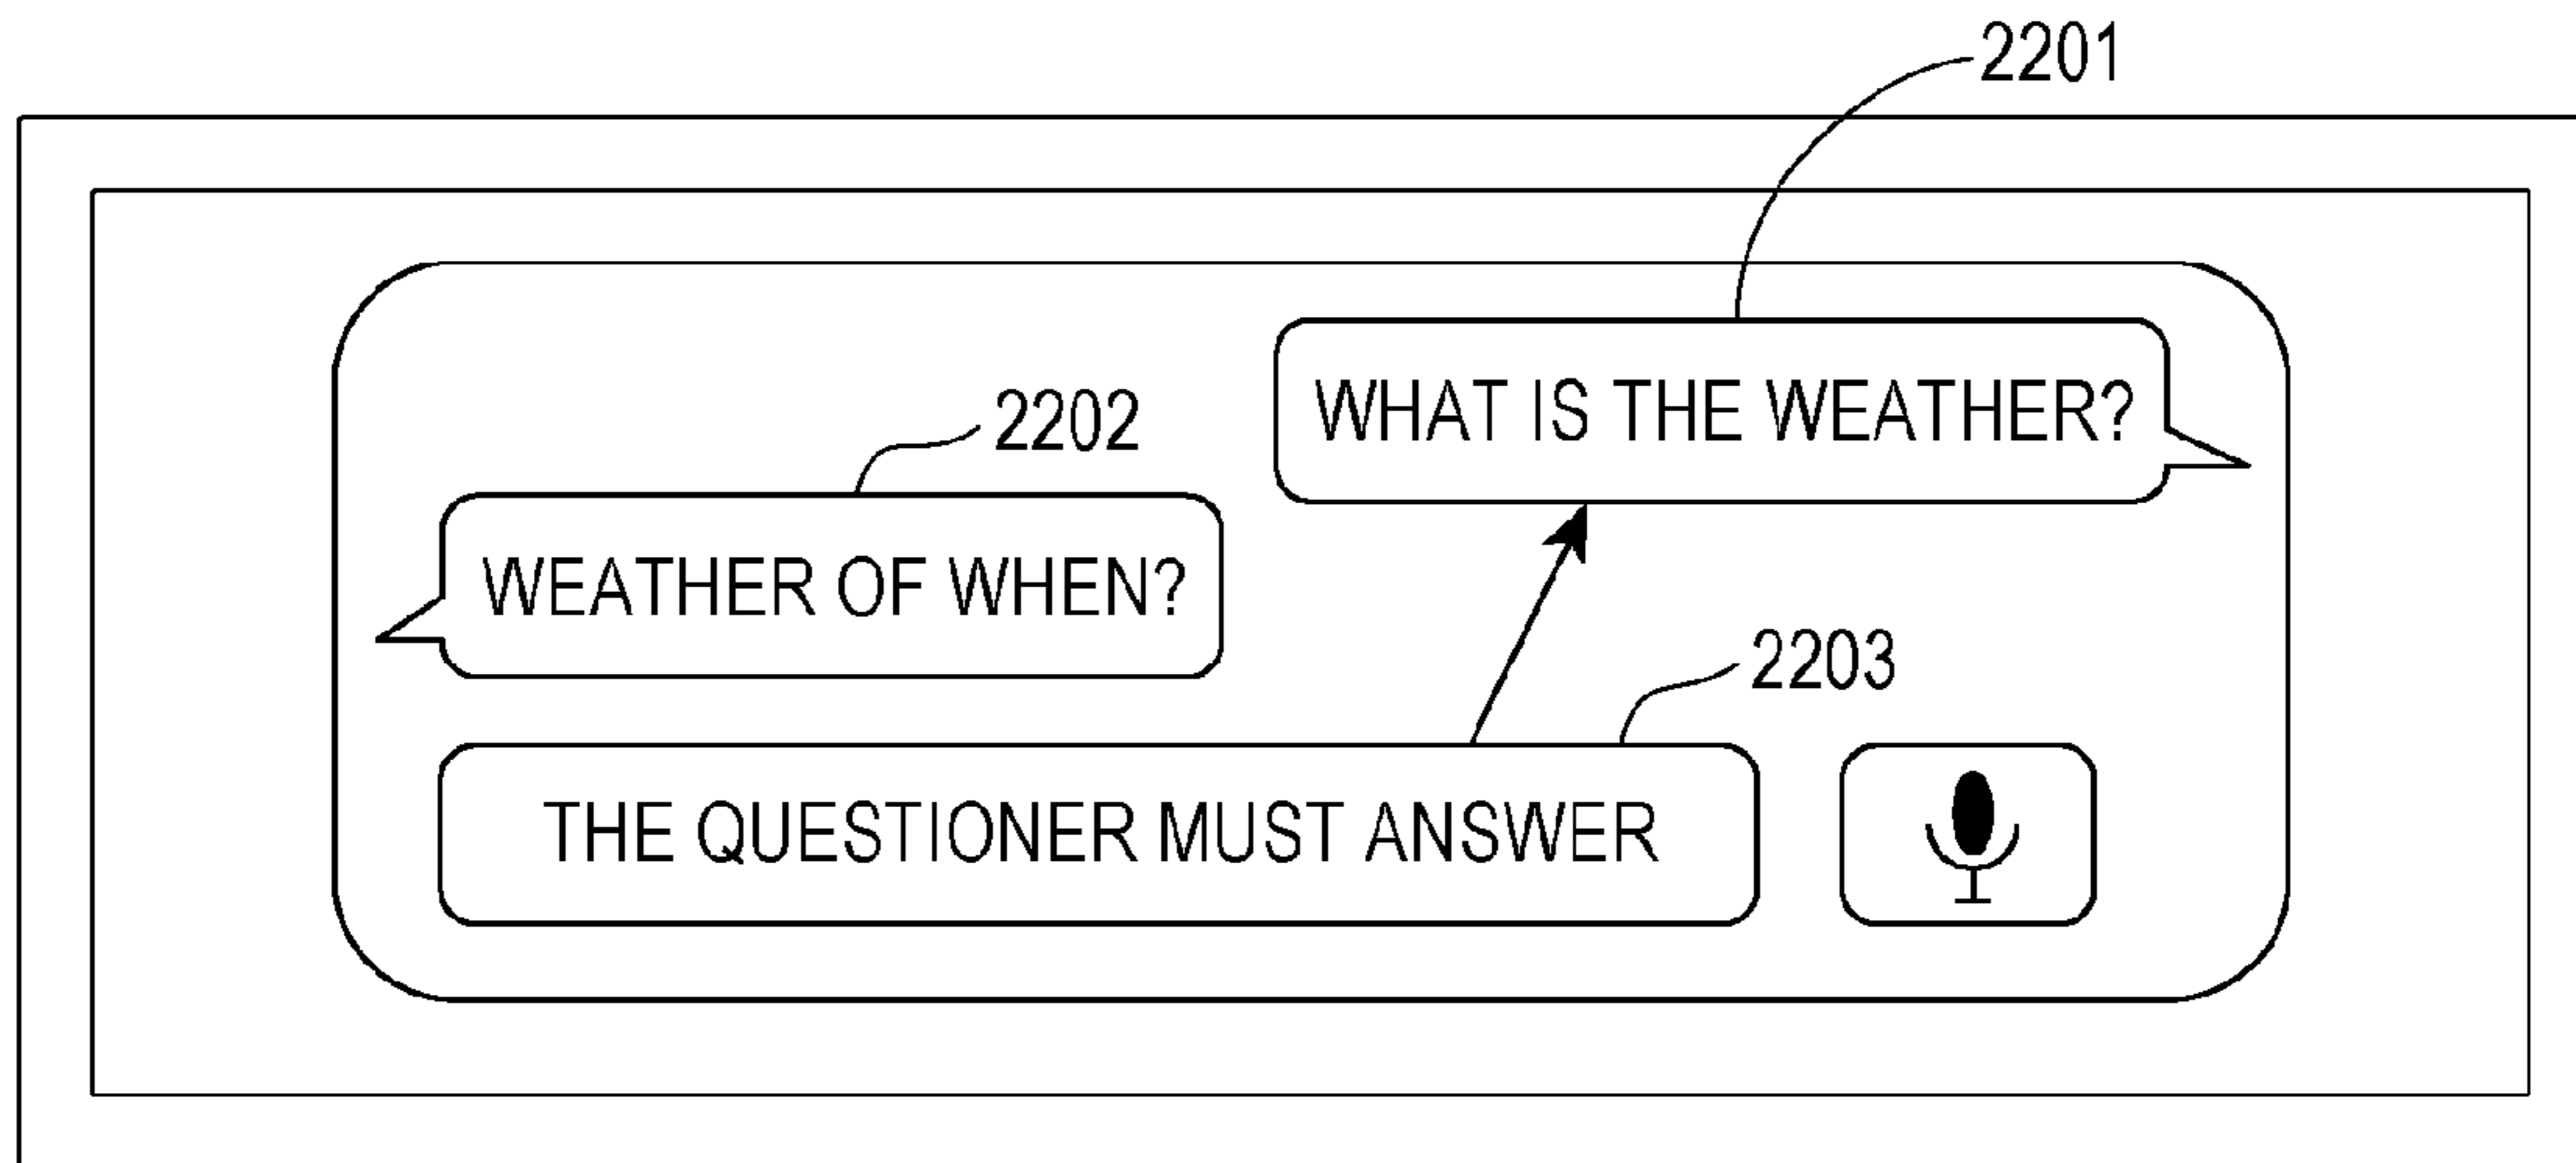 2201
WHAT IS THE WEATHER?
2202
WEATHER OF WHEN?
2203
THE QUESTIONER MUST ANSWER